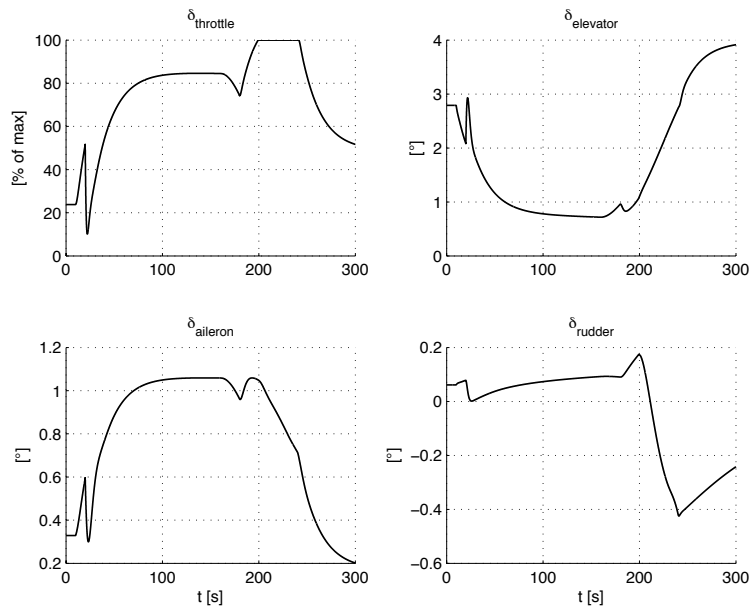 δthrottle
δelevator
100
80
60
40
20
0
[% of max]
0 100 200 300
4
3
2
1
0
[°]
0 100 200 300
δaileron
δrudder
1.2
1
0.8
0.6
0.4
0.2
[°]
0 100 200 300
t [s]
0.2
0
−0.2
−0.4
−0.6
[°]
0 100 200 300
t [s]